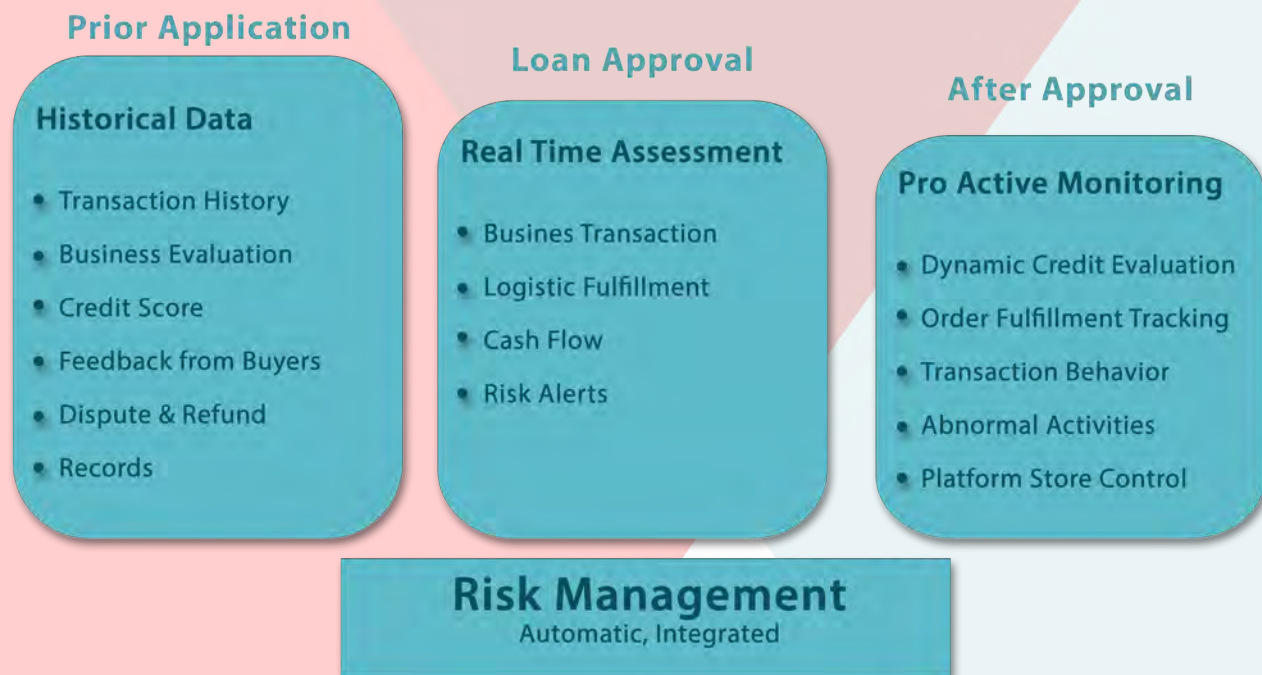 Prior Application
Historical Data
• Transaction History
• Business Evaluation
• Credit Score
• Feedback from Buyers
• Dispute & Refund
• Records
Loan Approval
Real Time Assessment
• Busines Transaction
• Logistic Fulfillment
• Cash Flow
• Risk Alerts
After Approval
Pro Active Monitoring
• Dynamic Credit Evaluation
• Order Fulfillment Tracking
• Transaction Behavior
• Abnormal Activities
• Platform Store Control
Risk Management
Automatic, Integrated